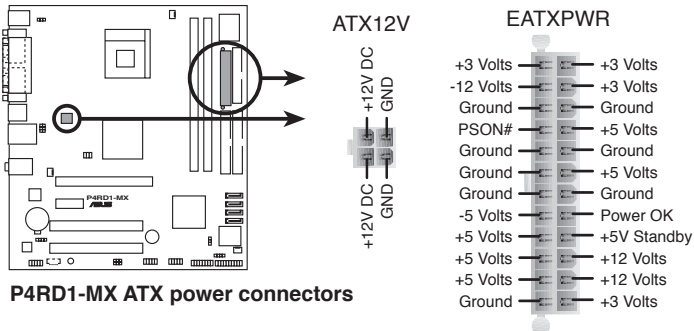 ATX12V
EATXPWR
+12V DC
GND
+12V DC
GND
+3 Volts
+3 Volts
-12 Volts
+3 Volts
Ground
Ground
PSON#
+5 Volts
Ground
Ground
Ground
+5 Volts
Ground
Ground
-5 Volts
Power OK
+5 Volts
+5V Standby
+5 Volts
+12 Volts
+5 Volts
+12 Volts
Ground
+3 Volts
P4RD1-MX
ASUS
P4RD1-MX ATX power connectors